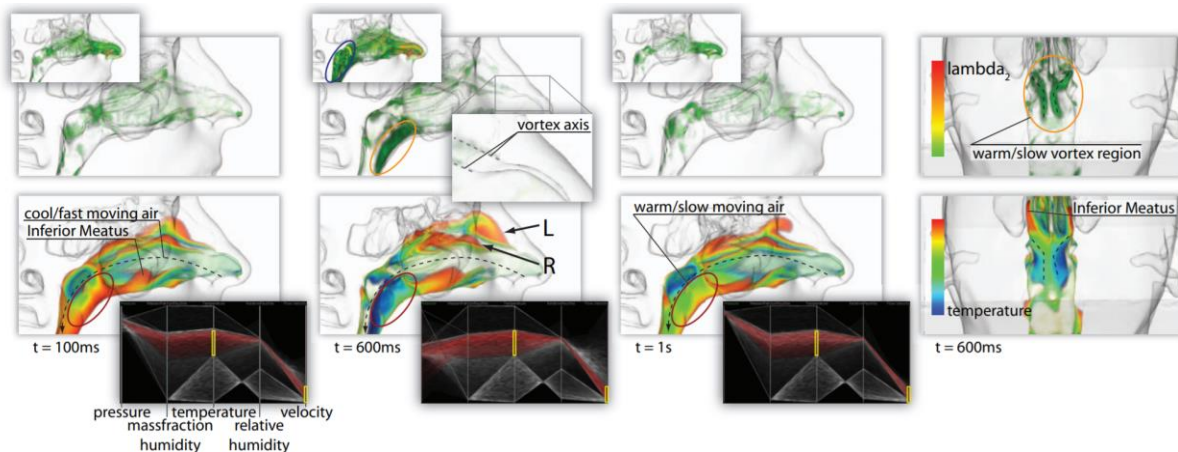 lambda2
vortex axis
warm/slow vortex region
cool/fast moving air
Inferior Meatus
L
R
warm/slow moving air
Inferior Meatus
temperature
t = 100ms
t = 600ms
t = 1s
t = 600ms
pressure
temperature
velocity
massfraction
relative
humidity
humidity